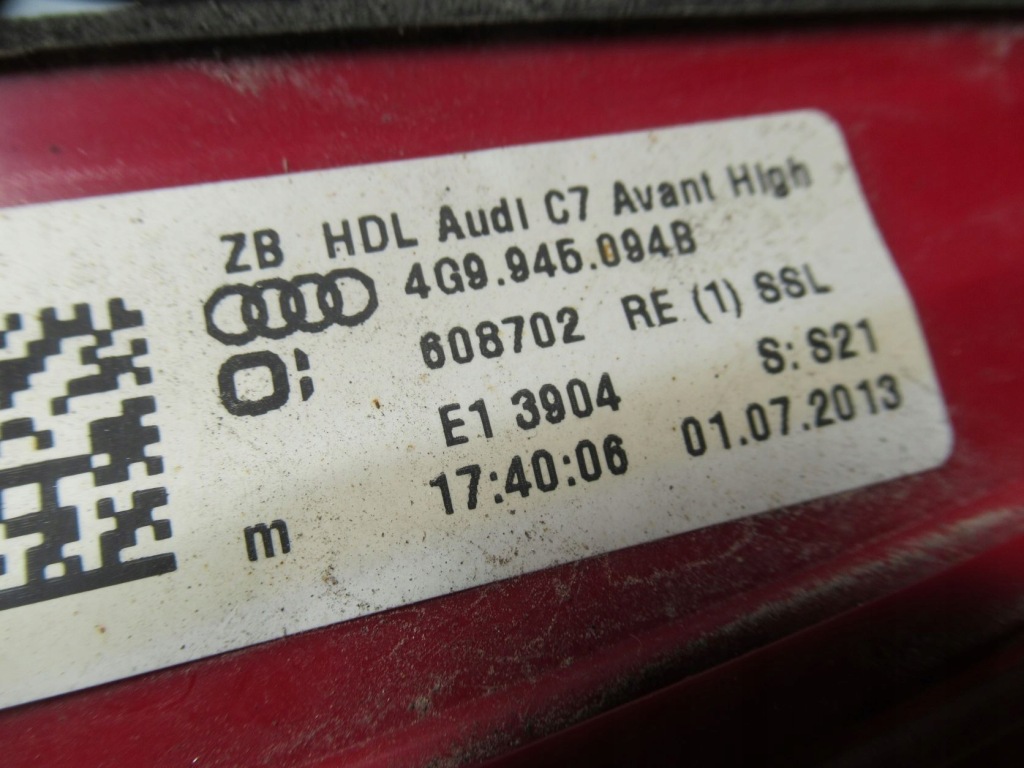 ZB HDL Audi C7 Avant High
4G9.945.094B
608702 RE (1) SSL
E1 3904 S: S21
17:40:06 01.07.2013
m